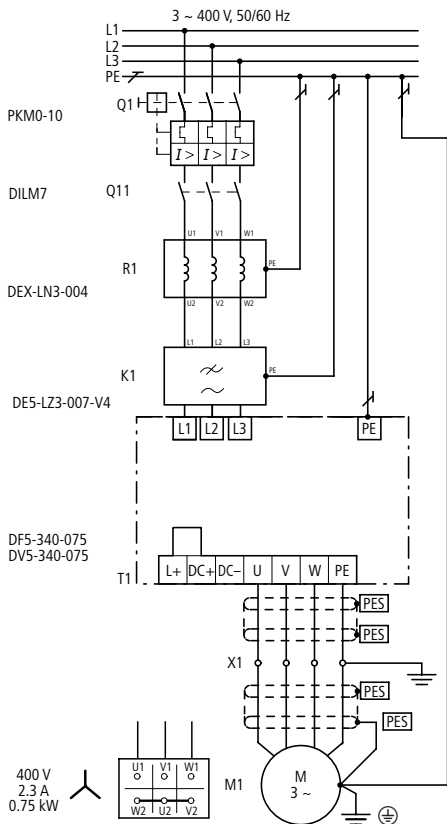 3 ~ 400 V, 50/60 Hz
L1
L2
L3
PE
PKM0-10
Q1
I > I > I >
DILM7
Q11
U1 V1 W1
R1
PE
DEX-LN3-004
U2 V2 W2
L1 L2 L3
K1
PE
DE5-LZ3-007-V4
L1 L2 L3 PE
DF5-340-075
DV5-340-075
T1
L+ DC+ DC– U V W PE
PES
PES
X1
PES
PES
400 V
2.3 A
0.75 kW
U1 V1 W1
W2 U2 V2
M1
M
3 ~